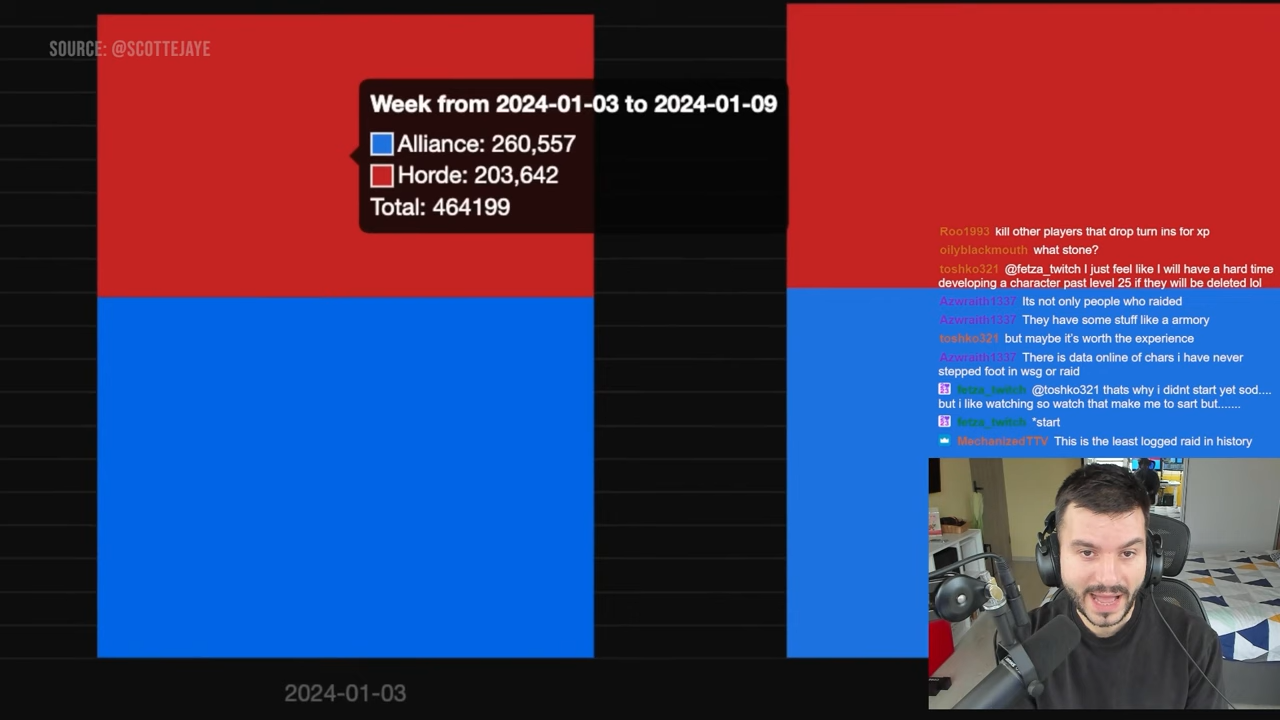 SOURCE: @SCOTTEJAYE
Week from 2024-01-03 to 2024-01-09
Alliance: 260,557
Horde: 203,642
Total: 464199
Roo1993 kill other players that drop turn ins for xp
oilyblackmouth what stone?
toshko321 @fetza_twitch I just feel like I will have a hard time
developing a character past level 25 if they will be deleted lol
Azwraith1337 Its not only people who raided
Azwraith1337 They have some stuff like a armory
toshko321 but maybe it's worth the experience
Azwraith1337 There is data online of chars i have never
stepped foot in wsg or raid
fetza_twitch @toshko321 thats why i didnt start yet sod....
but i like watching so watch that make me to sart but.......
fetza_twitch *start
MechanizedTTV This is the least logged raid in history
2024-01-03